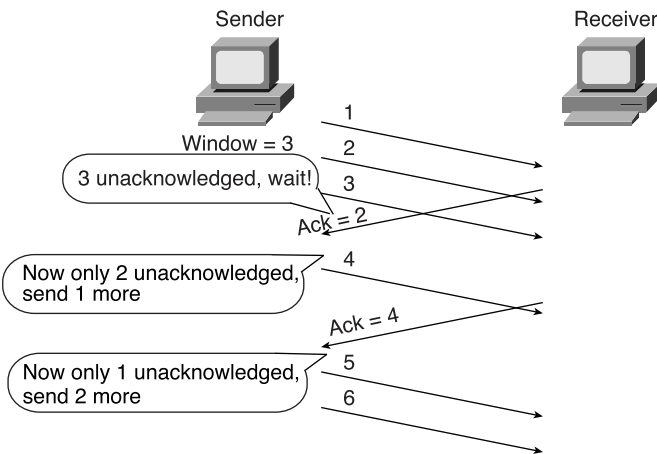 Sender
Receiver
1
Window = 3
2
3 unacknowledged, wait!
3
Ack = 2
Now only 2 unacknowledged,
send 1 more
4
Ack = 4
Now only 1 unacknowledged,
send 2 more
5
6